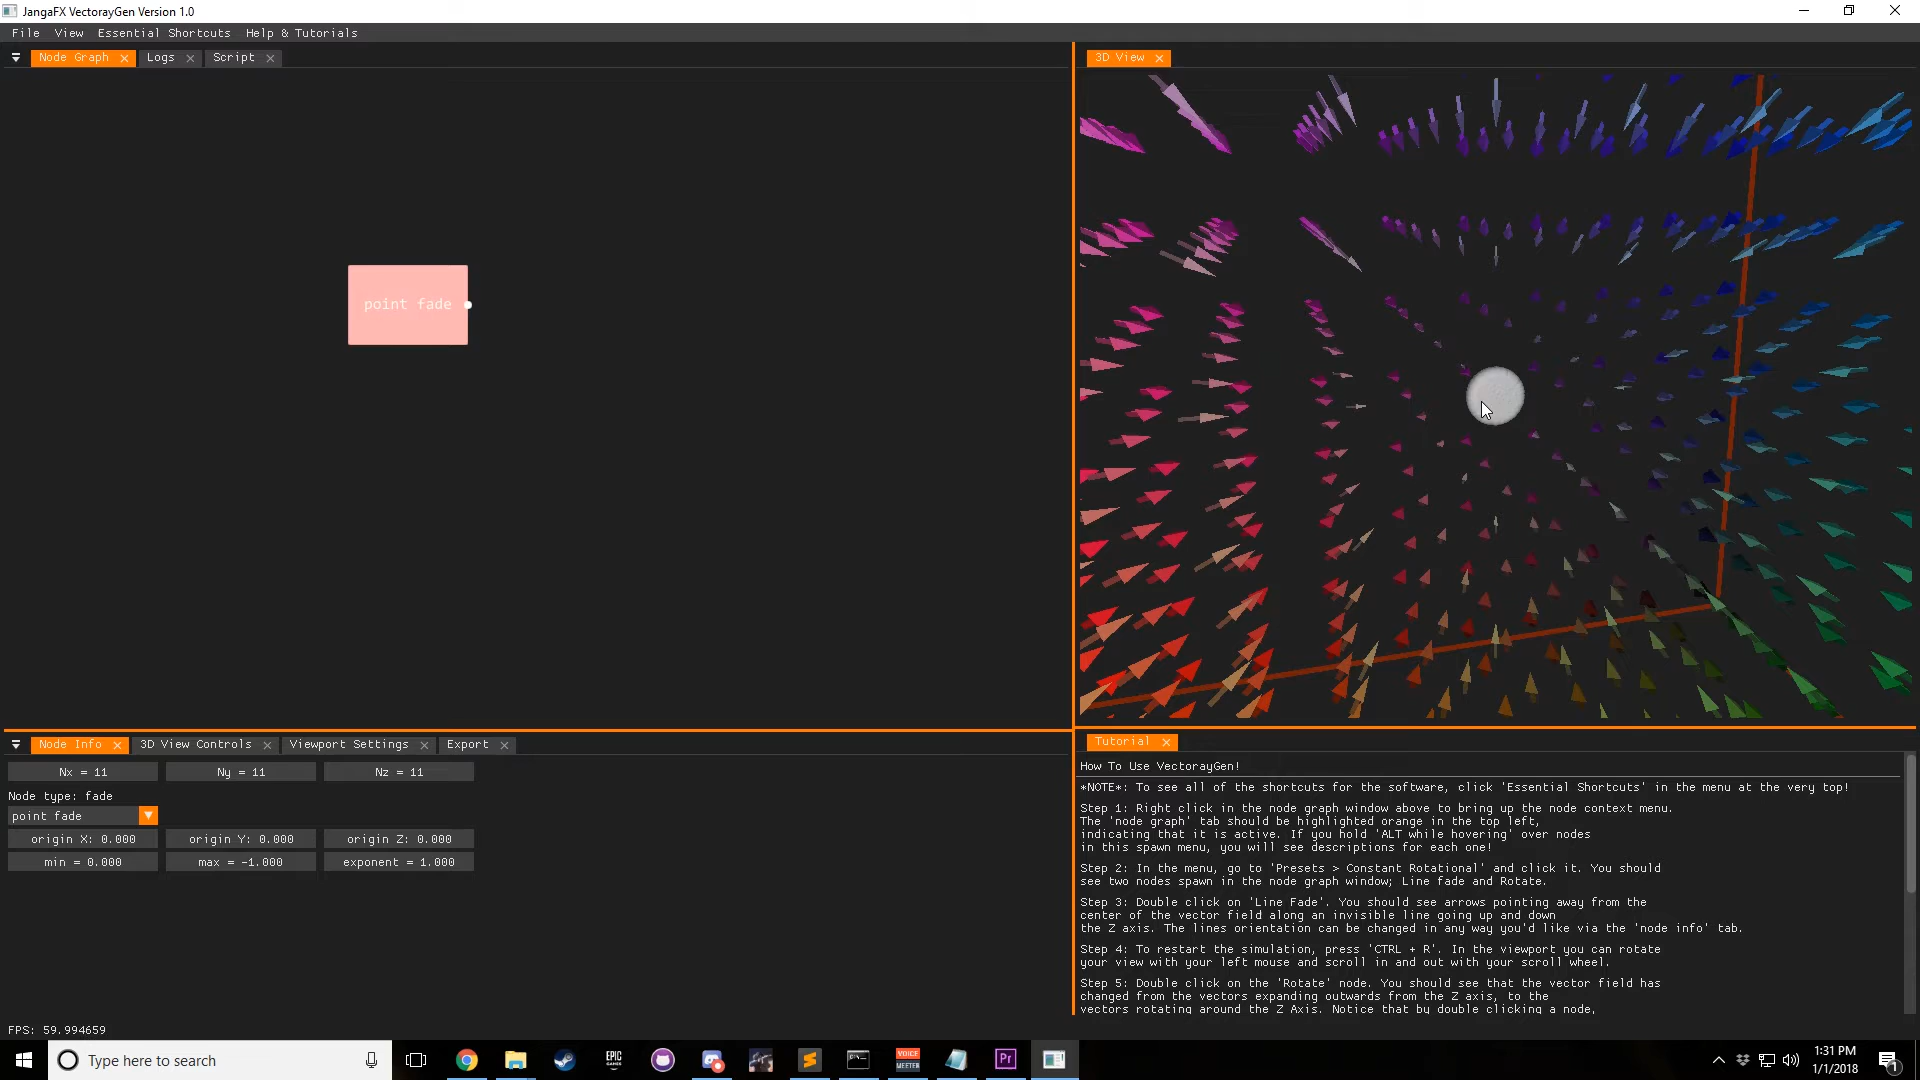 JangaFX VectorayGen Version 1.0
File View Essential Shortcuts Help & Tutorials
Node Graph Logs Script
3D View
point fade
Node Info 3D View Controls Viewport Settings Export
Nx = 11 Ny = 11 Nz = 11
Node type: fade
point fade
origin X: 0.000 origin Y: 0.000 origin Z: 0.000
min = 0.000 max = -1.000 exponent = 1.000
FPS: 59.994659
Tutorial
How To Use VectorayGen!
*NOTE*: To see all of the shortcuts for the software, click 'Essential Shortcuts' in the menu at the very top!
Step 1: Right click in the node graph window above to bring up the node context menu.
The 'node graph' tab should be highlighted orange in the top left,
indicating that it is active. If you hold 'ALT while hovering' over nodes
in this spawn menu, you will see descriptions for each one!
Step 2: In the menu, go to 'Presets > Constant Rotational' and click it. You should
see two nodes spawn in the node graph window; Line fade and Rotate.
Step 3: Double click on 'Line Fade'. You should see arrows pointing away from the
center of the vector field along an invisible line going up and down
the Z axis. The lines orientation can be changed in any way you'd like via the 'node info' tab.
Step 4: To restart the simulation, press 'CTRL + R'. In the viewport you can rotate
your view with your left mouse and scroll in and out with your scroll wheel.
Step 5: Double click on the 'Rotate' node. You should see that the vector field has
changed from the vectors expanding outwards from the Z axis, to the
vectors rotating around the Z Axis. Notice that by double clicking a node,
Type here to search
EPIC GAMES
VOICE MEETER
Pr
1:31 PM
1/1/2018
1